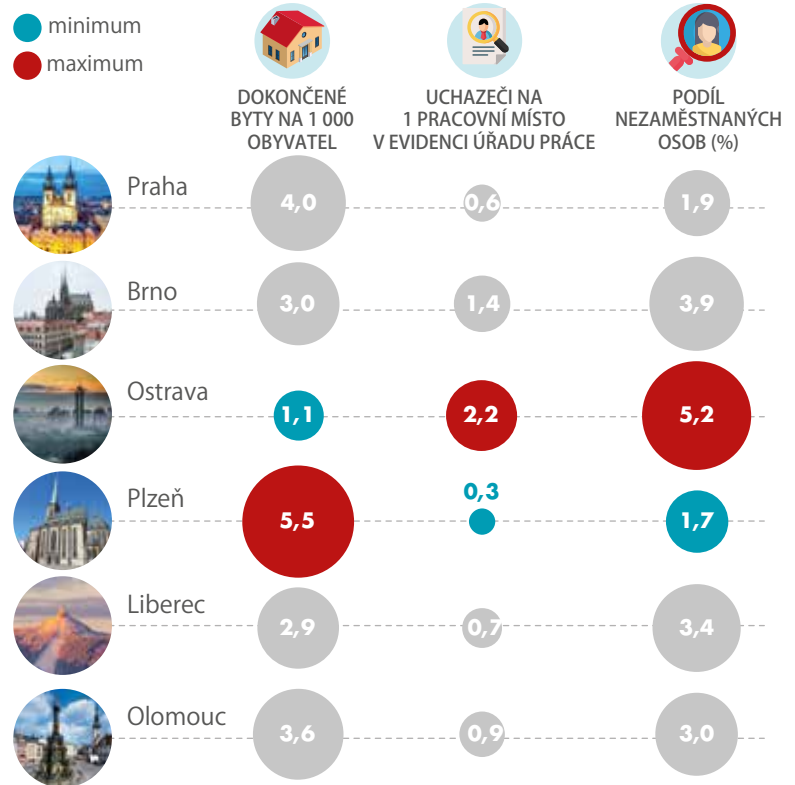 minimum
maximum
DOKONČENÉ
BYTY NA 1 000
OBYVATEL
UCHAZEČI NA
1 PRACOVNÍ MÍSTO
V EVIDENCI ÚŘADU PRÁCE
PODÍL
NEZAMĚSTNANÝCH
OSOB (%)
Praha
4,0
0,6
1,9
Brno
3,0
1,4
3,9
Ostrava
1,1
2,2
5,2
Plzeň
5,5
0,3
1,7
Liberec
2,9
0,7
3,4
Olomouc
3,6
0,9
3,0